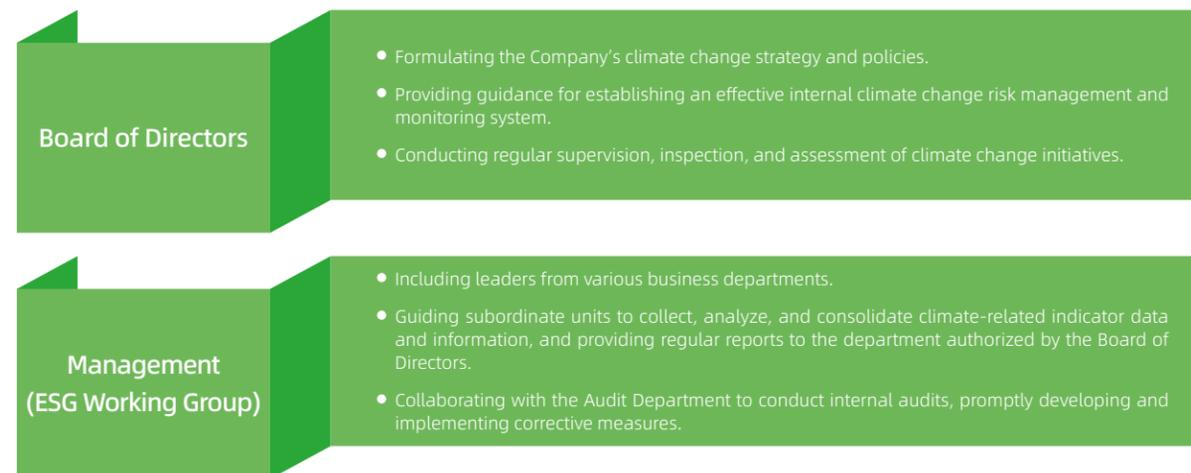 Board of Directors
● Formulating the Company's climate change strategy and policies.
● Providing guidance for establishing an effective internal climate change risk management and
monitoring system.
● Conducting regular supervision, inspection, and assessment of climate change initiatives.
Management
(ESG Working Group)
● Including leaders from various business departments.
● Guiding subordinate units to collect, analyze, and consolidate climate-related indicator data
and information, and providing regular reports to the department authorized by the Board of
Directors.
● Collaborating with the Audit Department to conduct internal audits, promptly developing and
implementing corrective measures.